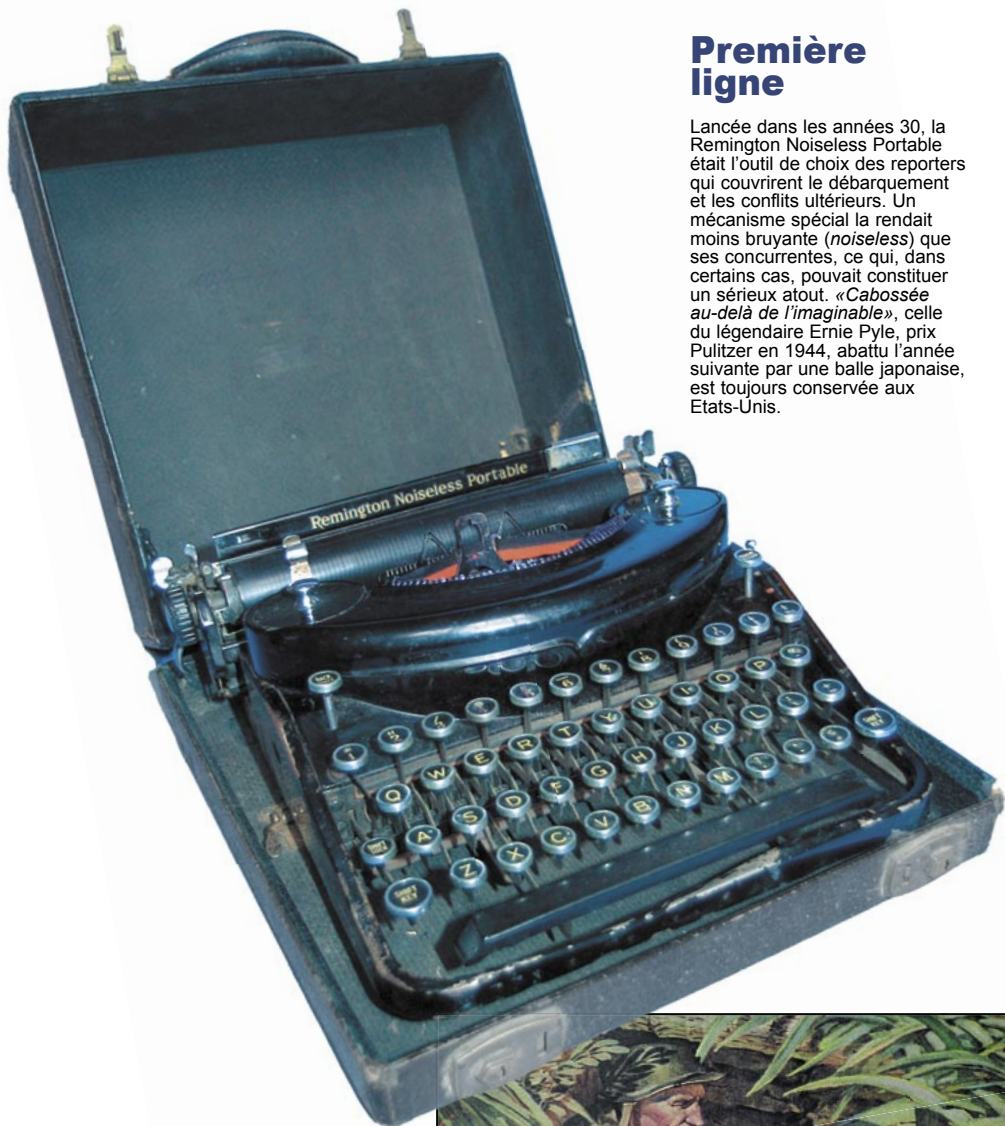 Première
ligne
Lancée dans les années 30, la
Remington Noiseless Portable
était l’outil de choix des reporters
qui couvrirent le débarquement
et les conflits ultérieurs. Un
mécanisme spécial la rendait
moins bruyante (noiseless) que
ses concurrentes, ce qui, dans
certains cas, pouvait constituer
un sérieux atout. «Cabossée
au-delà de l’imaginable», celle
du légendaire Ernie Pyle, prix
Pulitzer en 1944, abattu l’année
suivante par une balle japonaise,
est toujours conservée aux
Etats-Unis.
Remington Noiseless Portable
Q W E R T Y U I O P
A S D F G H J K L
Z X C V B N M
SHIFT
KEY